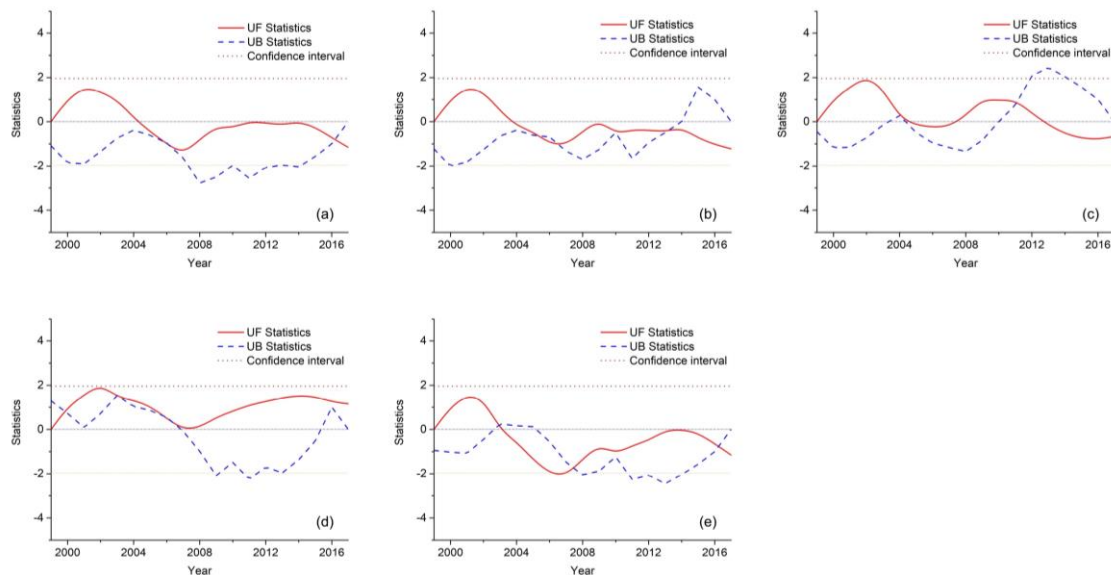 4
2
0
-2
-4
Statistics
UF Statistics
UB Statistics
Confidence interval
(a)
2000 2004 2008 2012 2016
Year
4
2
0
-2
-4
Statistics
UF Statistics
UB Statistics
Confidence interval
(b)
2000 2004 2008 2012 2016
Year
4
2
0
-2
-4
Statistics
UF Statistics
UB Statistics
Confidence interval
(c)
2000 2004 2008 2012 2016
Year
4
2
0
-2
-4
Statistics
UF Statistics
UB Statistics
Confidence interval
(d)
2000 2004 2008 2012 2016
Year
4
2
0
-2
-4
Statistics
UF Statistics
UB Statistics
Confidence interval
(e)
2000 2004 2008 2012 2016
Year